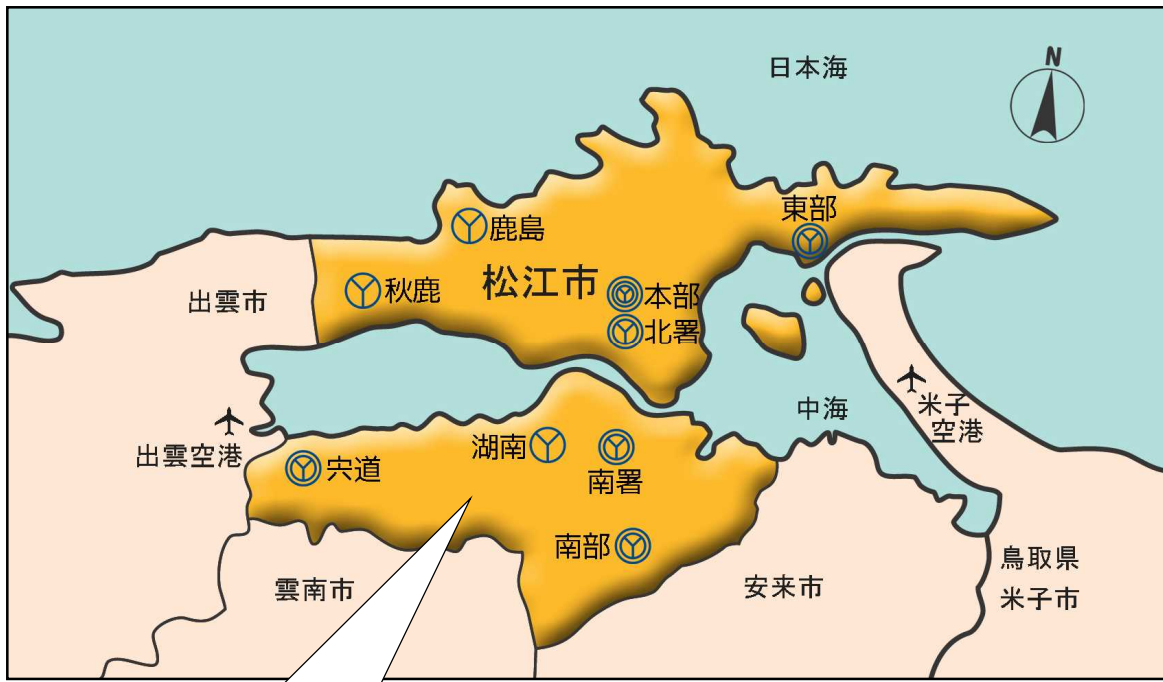 日本海
N
東部
鹿島
松江市
秋鹿
本部
出雲市
北署
米子
空港
中海
出雲空港
宍道
湖南
南署
南部
雲南市
安来市
鳥取県
米子市